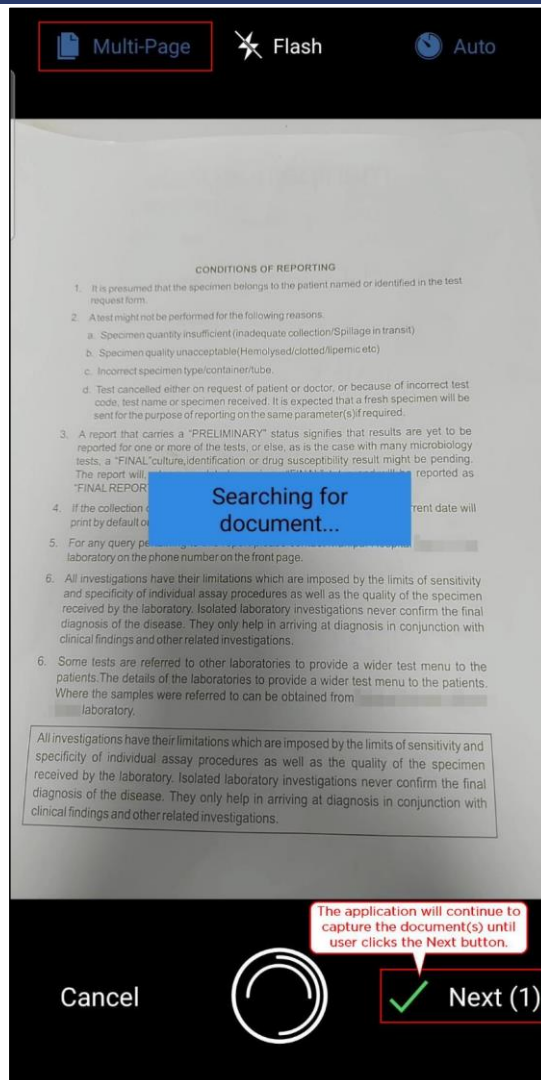 Multi-Page
Flash
Auto
CONDITIONS OF REPORTING
1. It is presumed that the specimen belongs to the patient named or identified in the test
request form.
2. A test might not be performed for the following reasons.
a. Specimen quantity insufficient (inadequate collection/Spillage in transit)
b. Specimen quality unacceptable(Hemolysed/clotted/lipemic etc)
c. Incorrect specimen type/container/tube.
d. Test cancelled either on request of patient or doctor, or because of incorrect test
code, test name or specimen received. It is expected that a fresh specimen will be
sent for the purpose of reporting on the same parameter(s)if required.
3. A report that carries a "PRELIMINARY" status signifies that results are yet to be
reported for one or more of the tests, or else, as is the case with many microbiology
tests, a "FINAL"culture,identification or drug susceptibility result might be pending.
The report will, reported as
"FINAL REPOR
Searching for
document...
4. If the collection rrent date will
print by default
5. For any query
laboratory on the phone number on the front page.
6. All investigations have their limitations which are imposed by the limits of sensitivity
and specificity of individual assay procedures as well as the quality of the specimen
received by the laboratory. Isolated laboratory investigations never confirm the final
diagnosis of the disease. They only help in arriving at diagnosis in conjunction with
clinical findings and other related investigations.
6. Some tests are referred to other laboratories to provide a wider test menu to the
patients.The details of the laboratories to provide a wider test menu to the patients.
Where the samples were referred to can be obtained from
laboratory.
All investigations have their limitations which are imposed by the limits of sensitivity and
specificity of individual assay procedures as well as the quality of the specimen
received by the laboratory. Isolated laboratory investigations never confirm the final
diagnosis of the disease. They only help in arriving at diagnosis in conjunction with
clinical findings and other related investigations.
The application will continue to
capture the document(s) until
user clicks the Next button.
Cancel
Next (1)